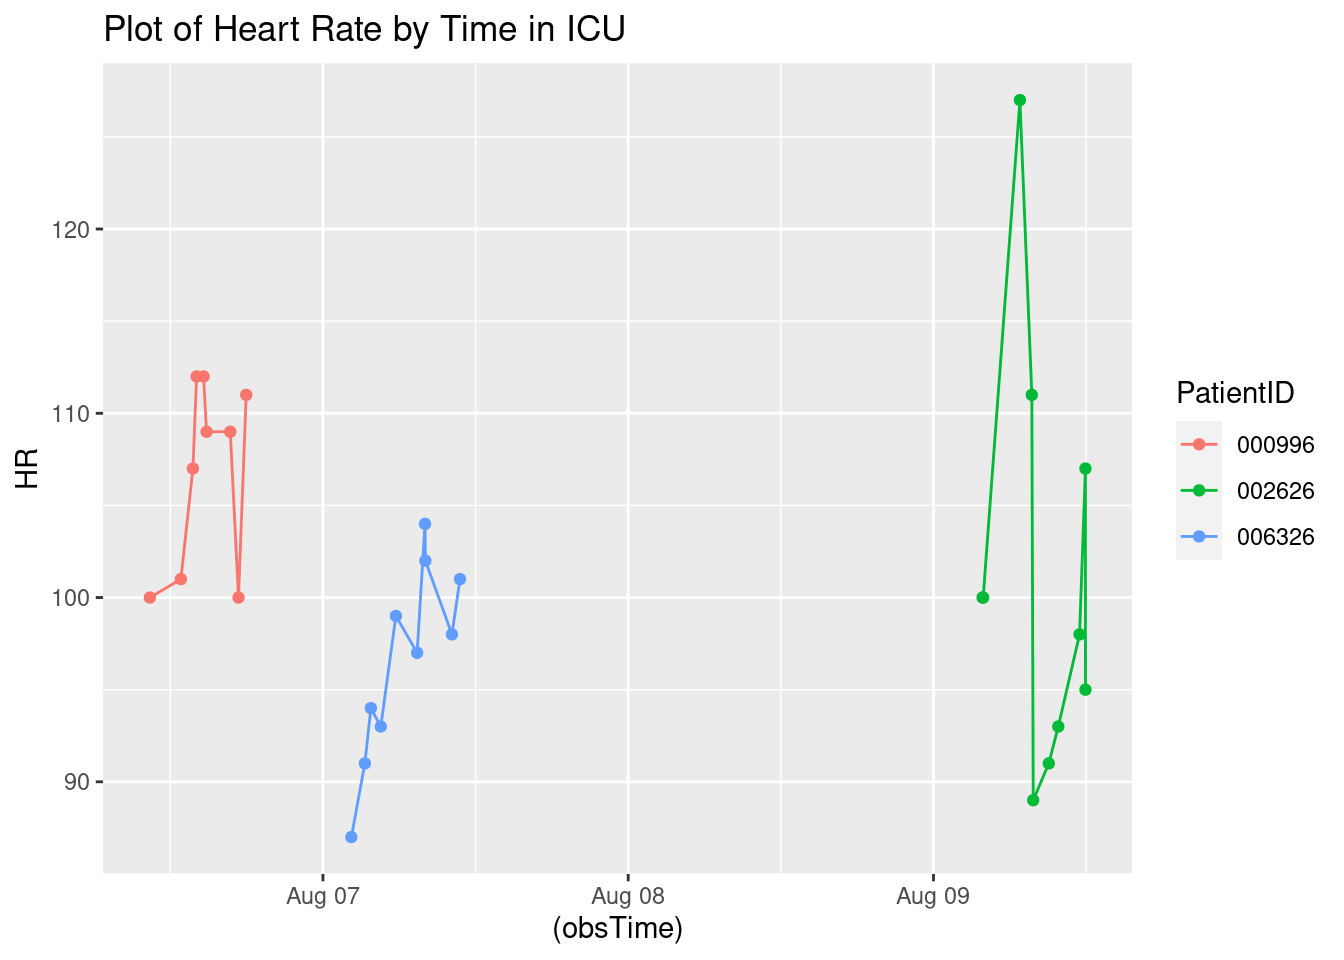 Plot of Heart Rate by Time in ICU
HR
120
110
100
90
Aug 07
Aug 08
Aug 09
(obsTime)
PatientID
000996
002626
006326